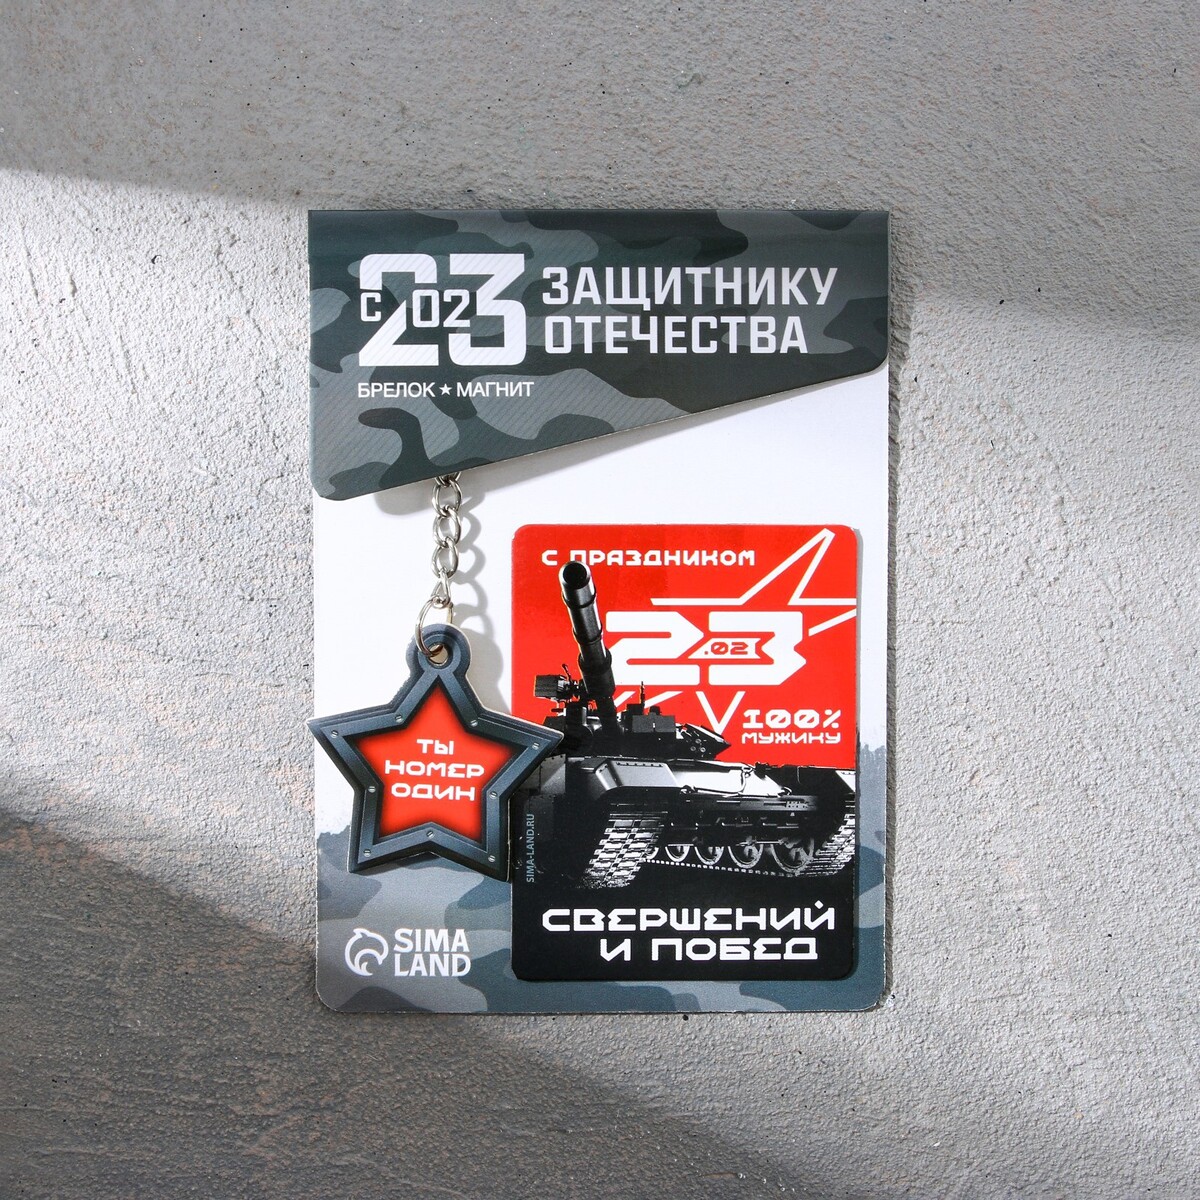 С 23 02
ЗАЩИТНИКУ
ОТЕЧЕСТВА
БРЕЛОК ★ МАГНИТ
С ПРАЗДНИКОМ
23
.02
100%
МУЖИКУ
ТЫ
НОМЕР
ОДИН
SIMA-LAND.RU
СВЕРШЕНИЙ
И ПОБЕД
SIMA
LAND